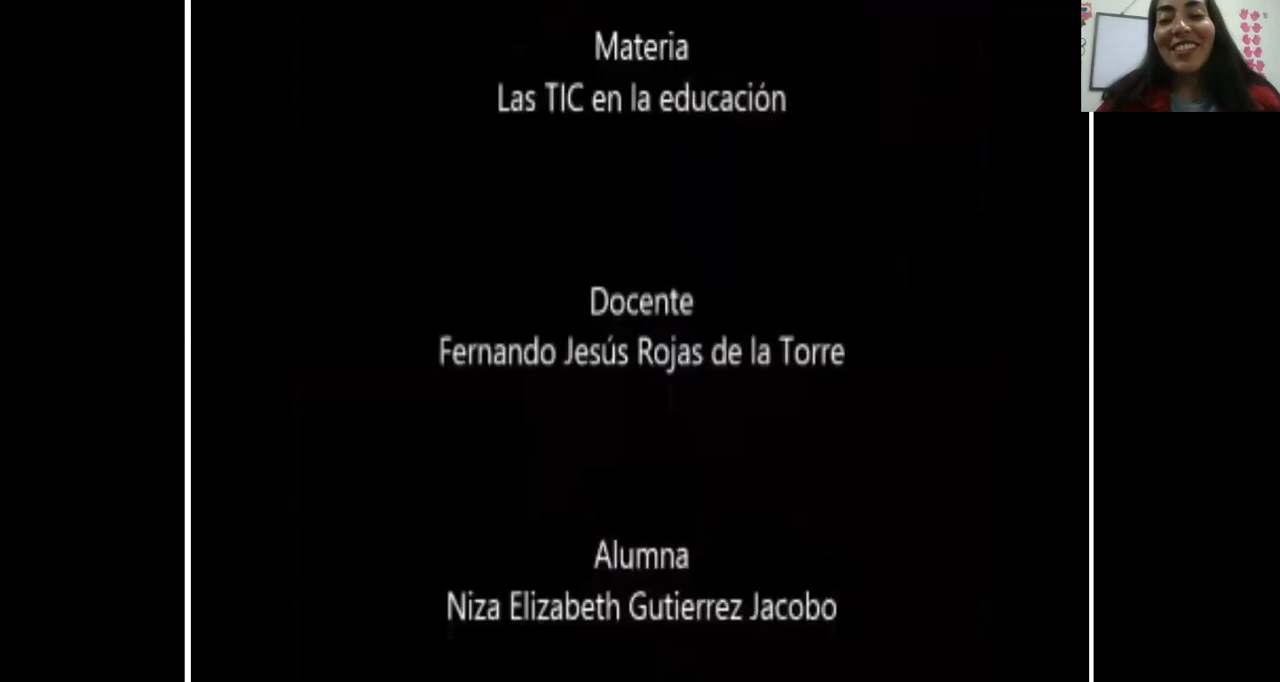 Materia
Las TIC en la educación
Docente
Fernando Jesús Rojas de la Torre
Alumna
Niza Elizabeth Gutierrez Jacobo